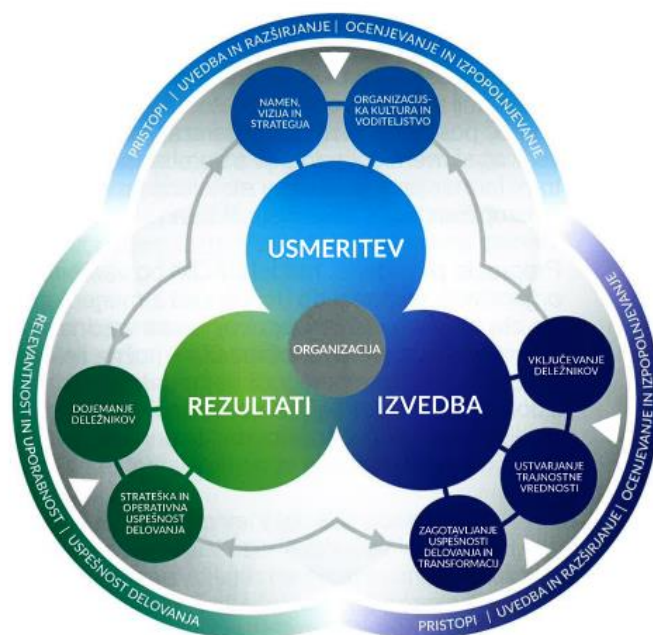 PRISTOPI | UVEDBA IN RAZŠIRJANJE | OCENJEVANJE IN IZPOPOLNJEVANJE
NAMEN,
VIZIJA IN
STRATEGIJA
ORGANIZACIJS-
KA KULTURA IN
VODITELJSTVO
USMERITEV
ORGANIZACIJA
REZULTATI
IZVEDBA
DOJEMANJE
DELEŽNIKOV
STRATEŠKA IN
OPERATIVNA
USPEŠNOST
DELOVANJA
VKLJUČEVANJE
DELEŽNIKOV
USTVARJANJE
TRAJNOSTNE
VREDNOSTI
ZAGOTAVLJANJE
USPEŠNOSTI
DELOVANJA IN
TRANSFORMACIJ
RELEVANTNOST IN UPORABNOST | USPEŠNOST DELOVANJA
PRISTOPI | UVEDBA IN RAZŠIRJANJE | OCENJEVANJE IN IZPOPOLNJEVANJE